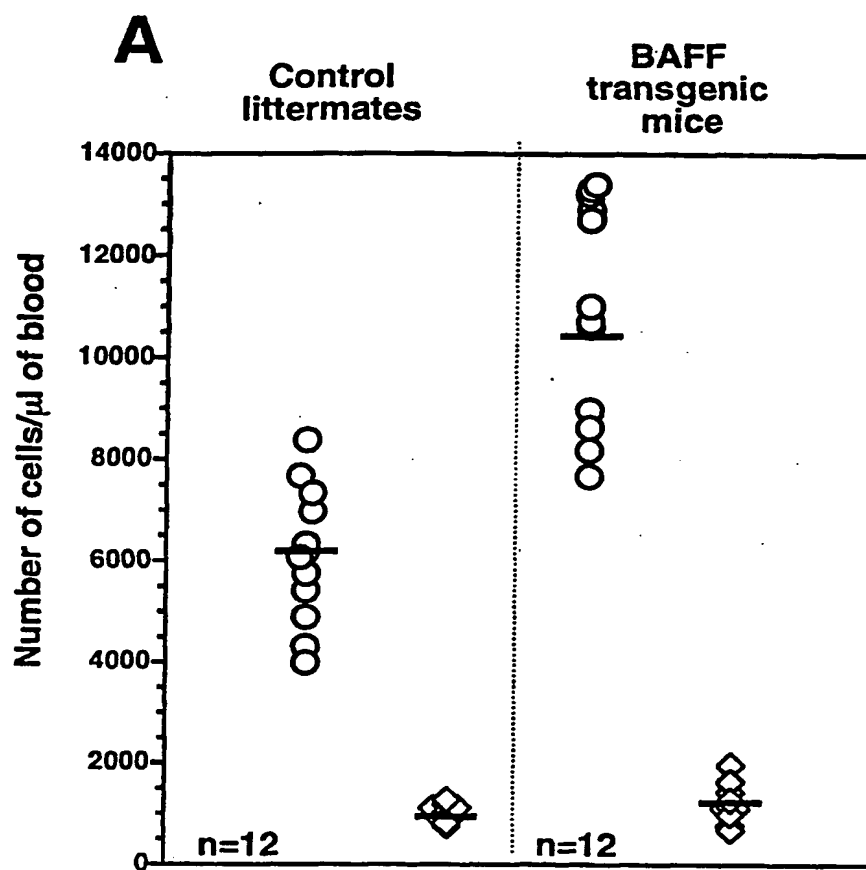 A
Control
littermates
BAFF
transgenic
mice
Number of cells/µl of blood
14000
12000
10000
8000
6000
4000
2000
0
n=12
n=12